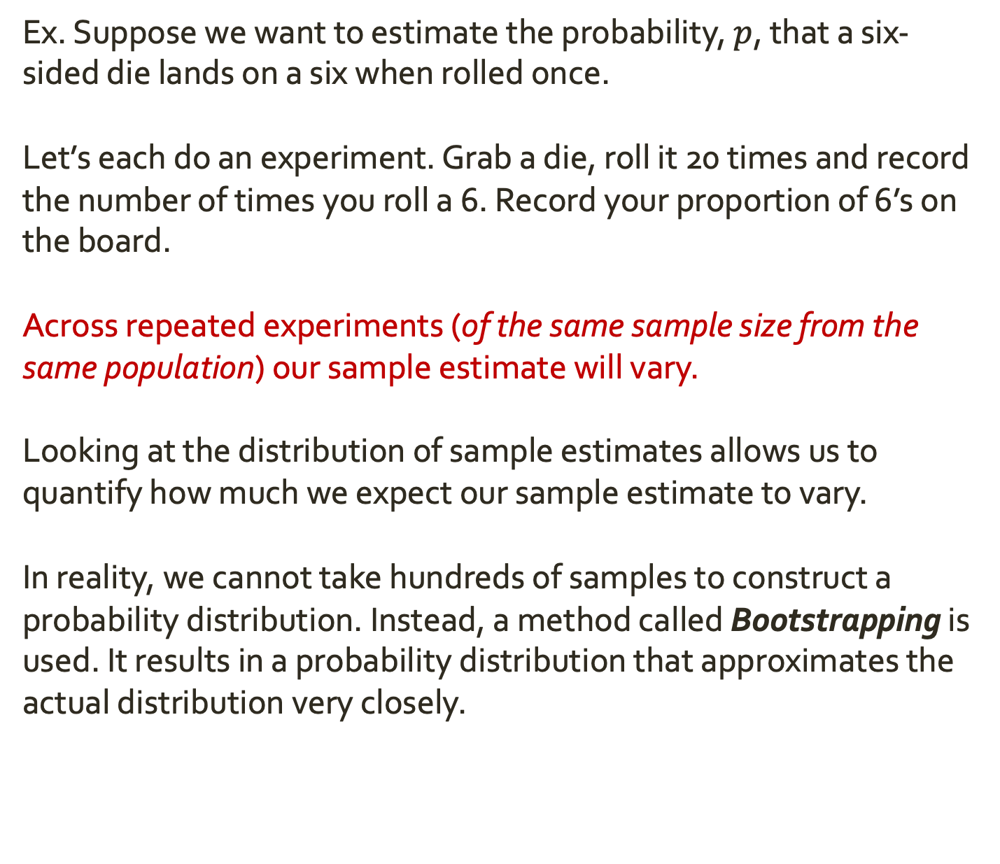 Ex. Suppose we want to estimate the probability, 𝑝, that a six-
sided die lands on a six when rolled once.
Let’s each do an experiment. Grab a die, roll it 20 times and record
the number of times you roll a 6. Record your proportion of 6’s on
the board.
Across repeated experiments (of the same sample size from the
same population) our sample estimate will vary.
Looking at the distribution of sample estimates allows us to
quantify how much we expect our sample estimate to vary.
In reality, we cannot take hundreds of samples to construct a
probability distribution. Instead, a method called Bootstrapping is
used. It results in a probability distribution that approximates the
actual distribution very closely.